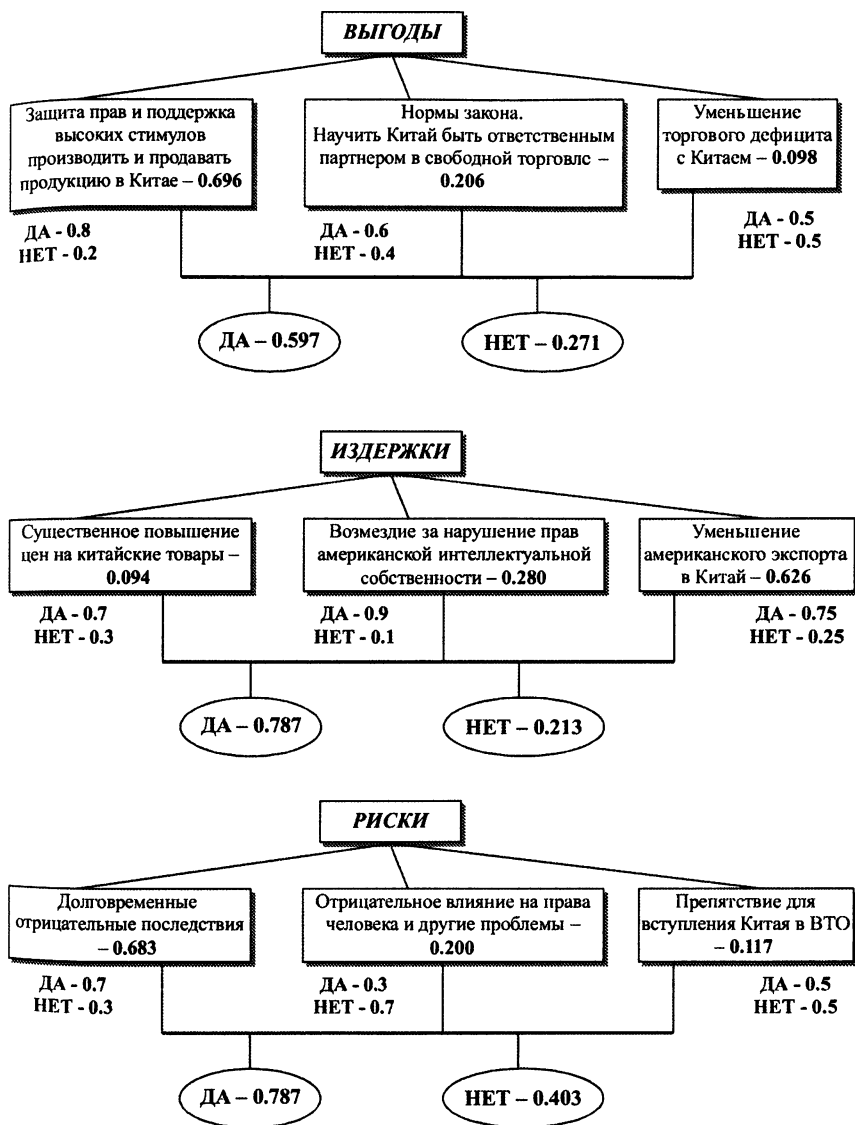 ВЫГОДЫ
Защита прав и поддержка
высоких стимулов
производить и продавать
продукцию в Китае – 0.696
Нормы закона.
Научить Китай быть ответственным
партнером в свободной торговлс –
0.206
Уменьшение
торгового дефицита
с Китаем – 0.098
ДА - 0.8
НЕТ - 0.2
ДА - 0.6
НЕТ - 0.4
ДА - 0.5
НЕТ - 0.5
ДА – 0.597
НЕТ – 0.271
ИЗДЕРЖКИ
Существенное повышение
цен на китайские товары –
0.094
Возмездие за нарушение прав
американской интеллектуальной
собственности – 0.280
Уменьшение
американского экспорта
в Китай – 0.626
ДА - 0.7
НЕТ - 0.3
ДА - 0.9
НЕТ - 0.1
ДА - 0.75
НЕТ - 0.25
ДА – 0.787
НЕТ – 0.213
РИСКИ
Долговременные
отрицательные последствия
– 0.683
Отрицательное влияние на права
человека и другие проблемы –
0.200
Препятствие для
вступления Китая в ВТО
– 0.117
ДА - 0.7
НЕТ - 0.3
ДА - 0.3
НЕТ - 0.7
ДА - 0.5
НЕТ - 0.5
ДА – 0.787
НЕТ – 0.403